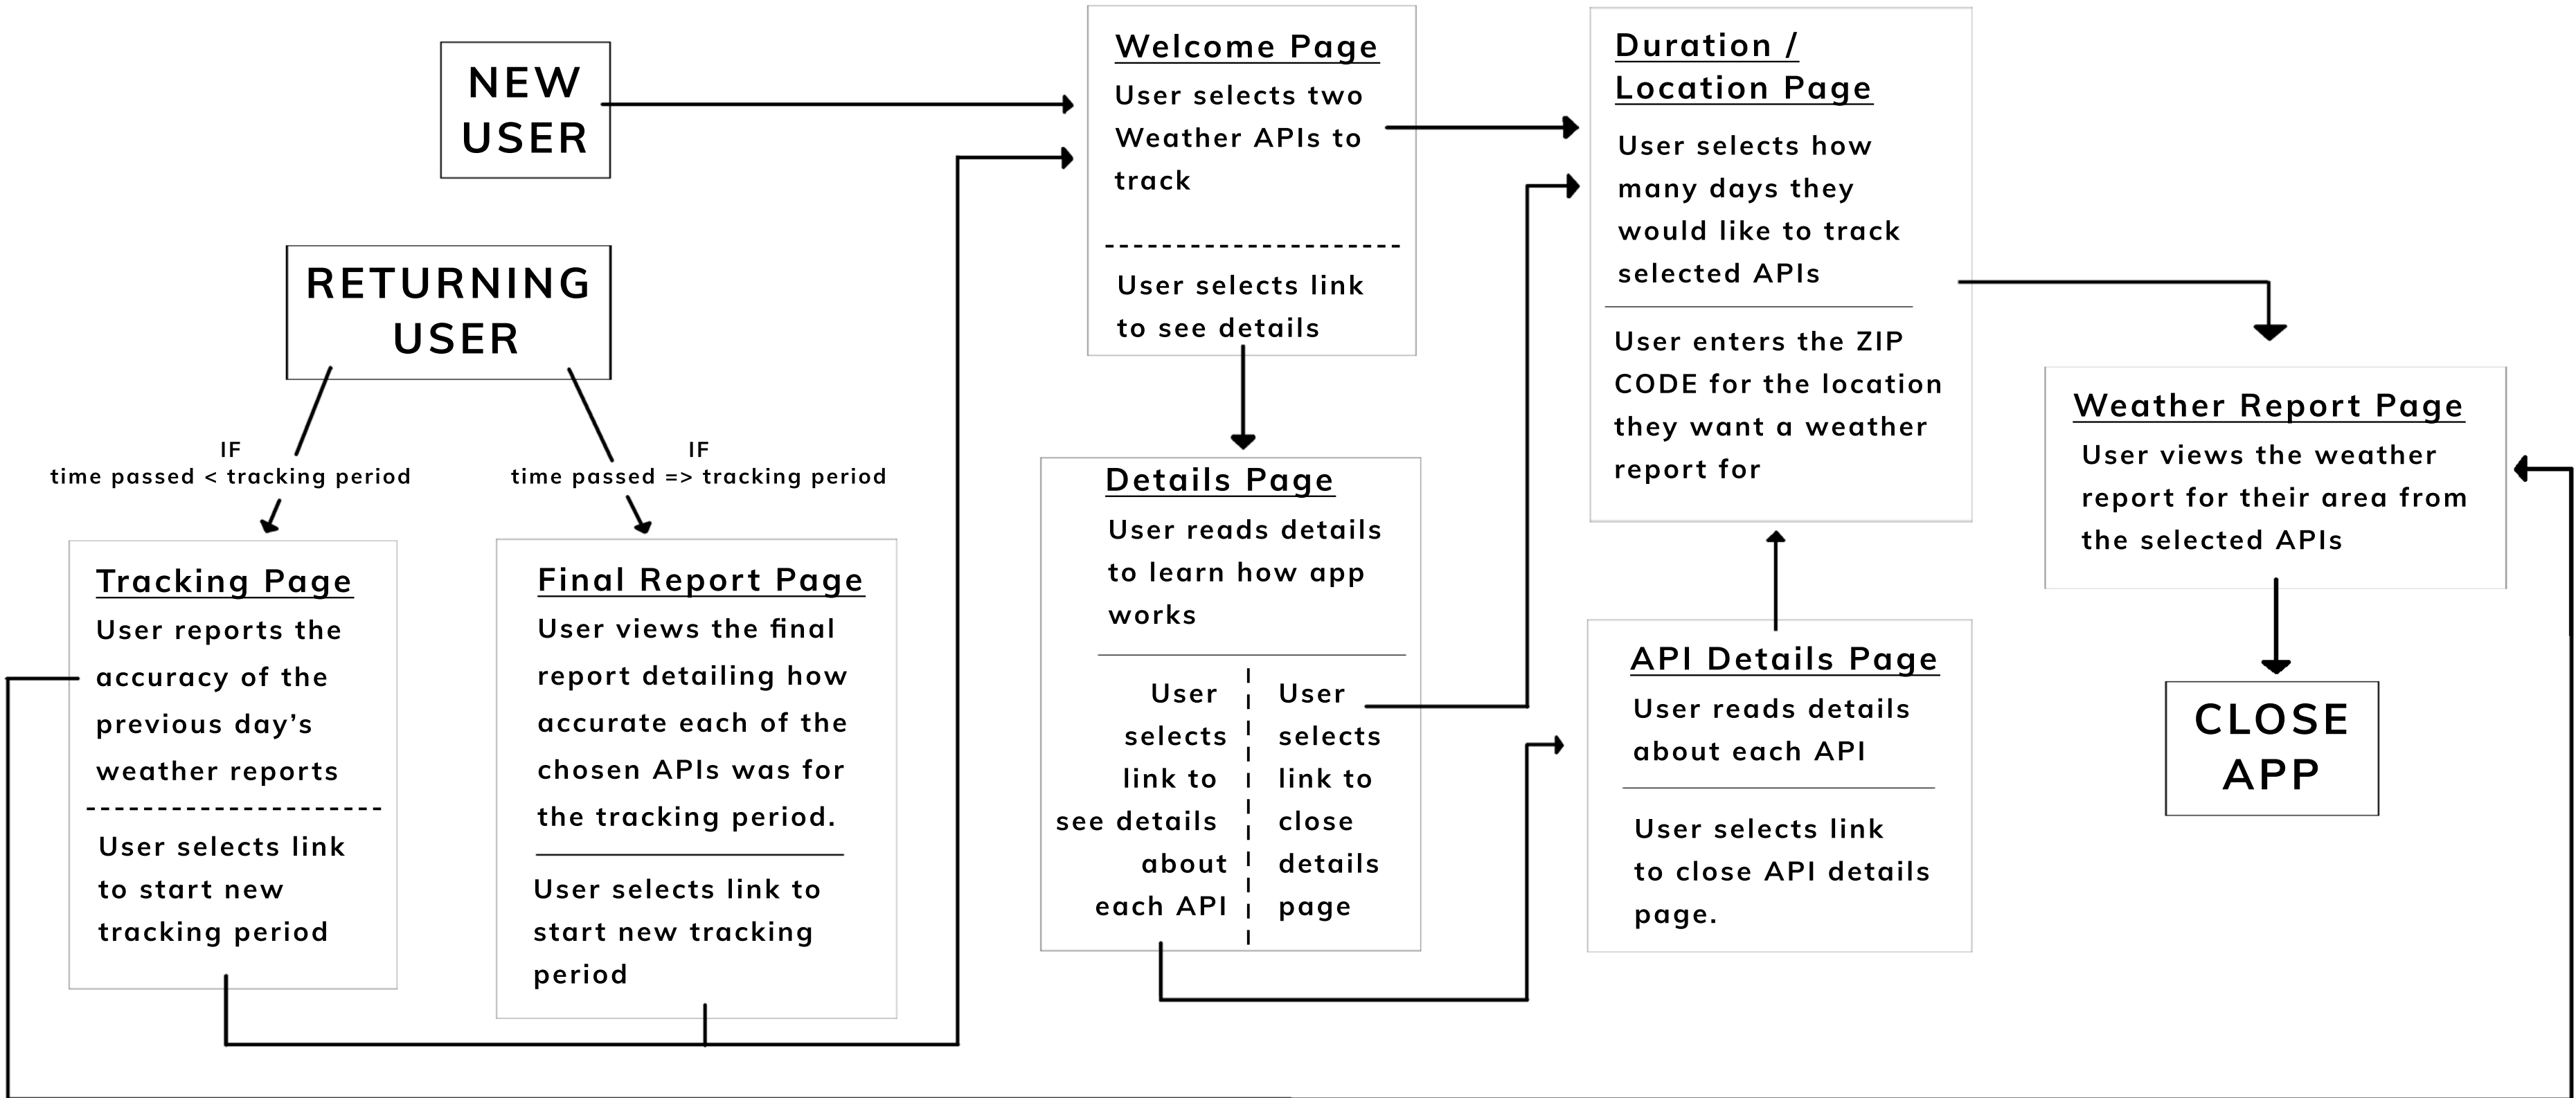 NEW
USER
RETURNING
USER
IF
time passed < tracking period
IF
time passed => tracking period
Tracking Page
User reports the
accuracy of the
previous day’s
weather reports
User selects link
to start new
tracking period
Final Report Page
User views the final
report detailing how
accurate each of the
chosen APIs was for
the tracking period.
User selects link to
start new tracking
period
Welcome Page
User selects two
Weather APIs to
track
User selects link
to see details
Details Page
User reads details
to learn how app
works
User
selects
link to
see details
about
each API
User
selects
link to
close
details
page
Duration /
Location Page
User selects how
many days they
would like to track
selected APIs
User enters the ZIP
CODE for the location
they want a weather
report for
API Details Page
User reads details
about each API
User selects link
to close API details
page.
Weather Report Page
User views the weather
report for their area from
the selected APIs
CLOSE
APP